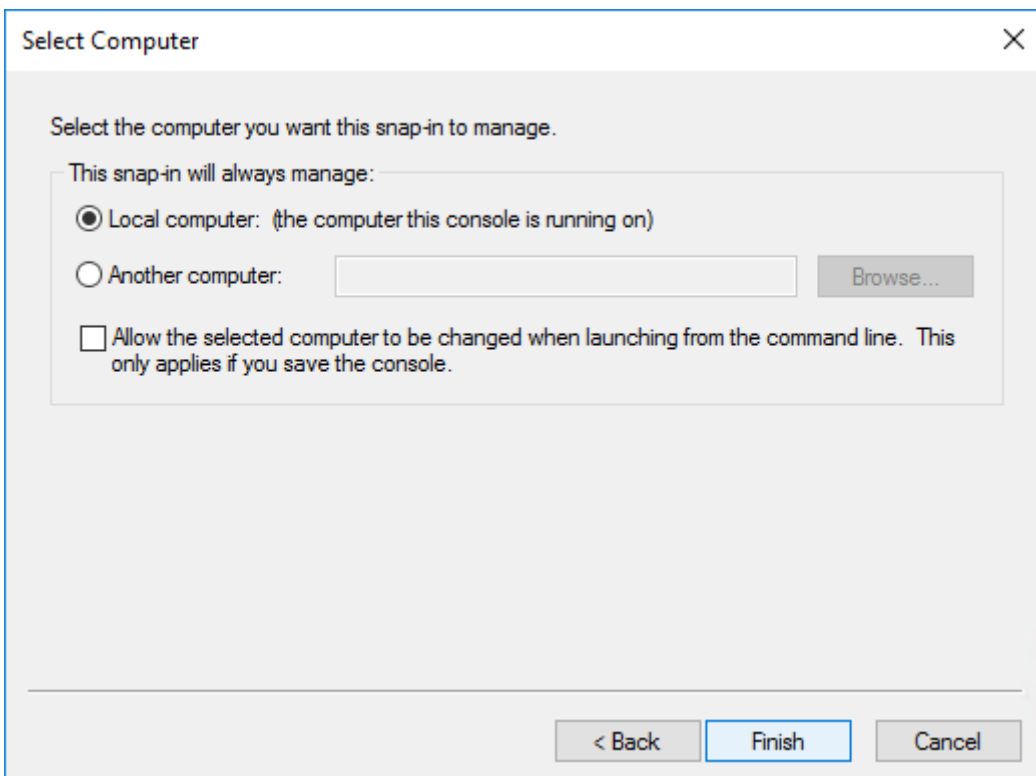 Select Computer
Select the computer you want this snap-in to manage.
This snap-in will always manage:
Local computer: (the computer this console is running on)
Another computer:
Browse...
Allow the selected computer to be changed when launching from the command line. This
only applies if you save the console.
< Back
Finish
Cancel